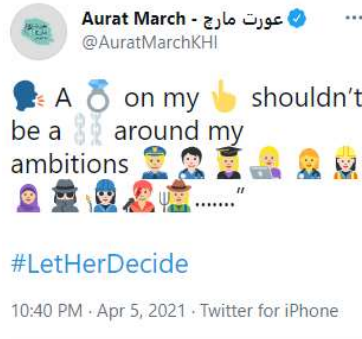 Aurat March - عورت مارچ
@AuratMarchKHI
🗣️ A 💍 on my 👆 shouldn't
be a ⛓️ around my
ambitions 👮 🧑‍⚕️ 👩‍🎓 👩‍💻 👩‍⚕️ 👷‍♀️
🧕 🕵️ 👩‍🎨 👩‍🎤 👩‍🌾.......”
#LetHerDecide
10:40 PM · Apr 5, 2021 · Twitter for iPhone